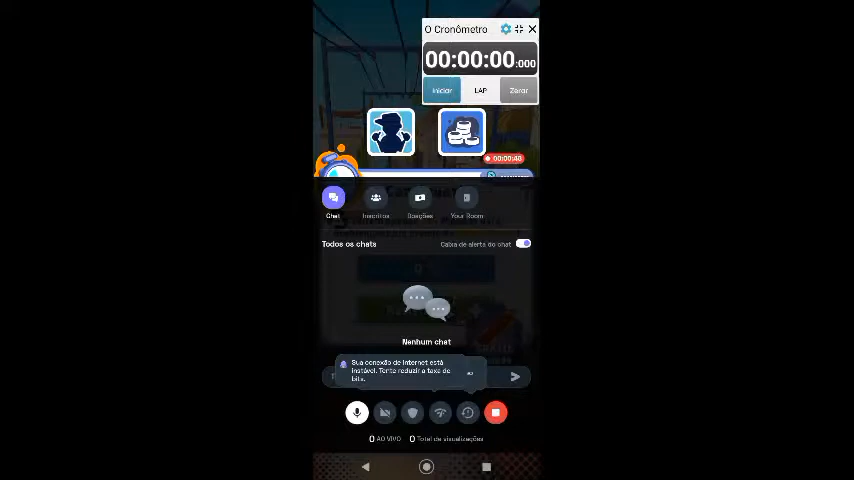 O Cronômetro
00:00:00:000
Iniciar LAP Zerar
00:00:40
Chat Inscritos Doações Your Room
Todos os chats Caixa de alerta do chat
Nenhum chat
Sua conexão de internet está
instável. Tente reduzir a taxa de
bits.
0 AO VIVO 0 Total de visualizações